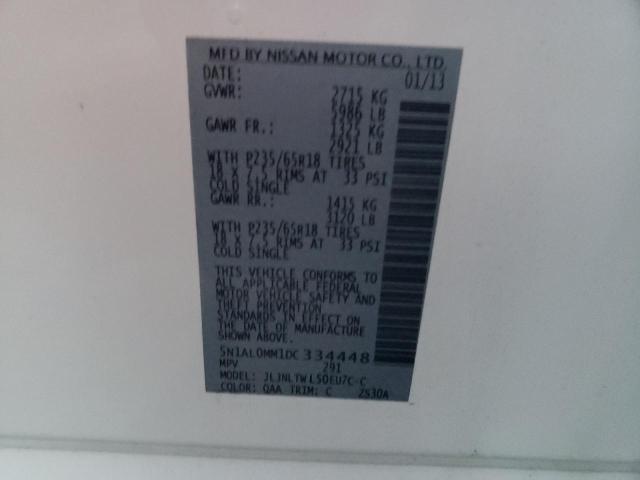 MFD BY NISSAN MOTOR CO., LTD.
DATE: 01/13
GVWR: 2715 KG
5986 LB
GAWR FR.: 1325 KG
2921 LB
WITH P235/65R18 TIRES
18 X 7.5 RIMS AT 33 PSI
COLD SINGLE
GAWR RR.: 1415 KG
3120 LB
WITH P235/65R18 TIRES
18 X 7.5 RIMS AT 33 PSI
COLD SINGLE
THIS VEHICLE CONFORMS TO
ALL APPLICABLE FEDERAL
MOTOR VEHICLE SAFETY AND
THEFT PREVENTION
STANDARDS IN EFFECT ON
THE DATE OF MANUFACTURE
SHOWN ABOVE.
5N1AL0MM1DC334448
MPV 291
MODEL: JLJNLTWL50EU7C-C
COLOR: QAA TRIM: C 2S30A